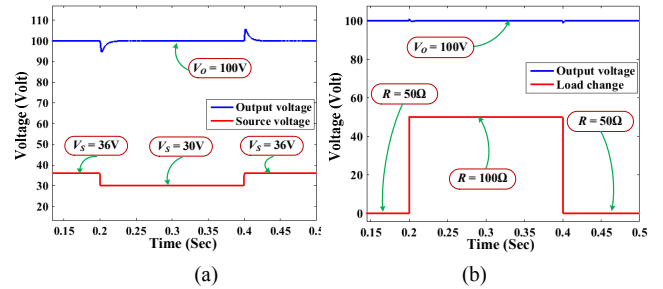 120
110
100
90
80
70
60
50
40
30
20
Voltage (Volt)
V_O = 100V
Output voltage
Source voltage
V_S = 36V
V_S = 30V
V_S = 36V
0.15 0.2 0.25 0.3 0.35 0.4 0.45 0.5
Time (Sec)
(a)
100
80
60
40
20
0
Voltage (Volt)
V_O = 100V
Output voltage
Load change
R = 50Ω
R = 50Ω
R = 100Ω
0.15 0.2 0.25 0.3 0.35 0.4 0.45 0.5
Time (Sec)
(b)